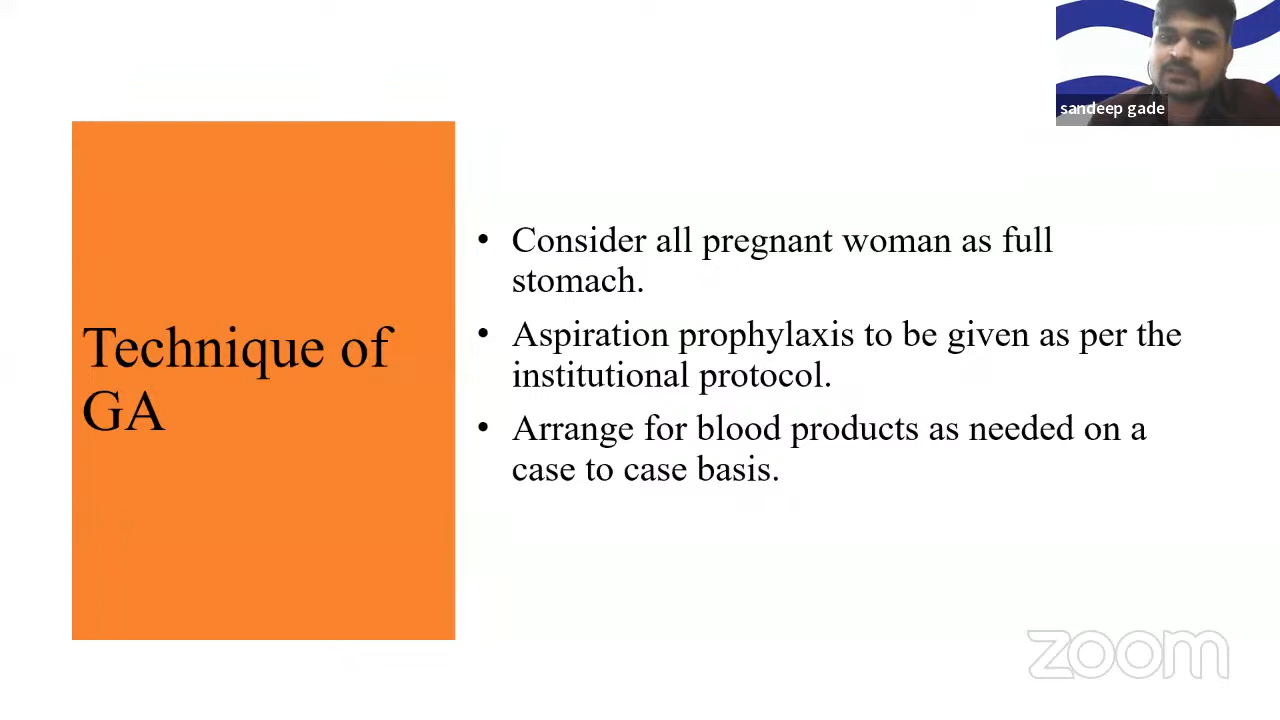 sandeep gade
Technique of
GA
• Consider all pregnant woman as full
stomach.
• Aspiration prophylaxis to be given as per the
institutional protocol.
• Arrange for blood products as needed on a
case to case basis.
zoom